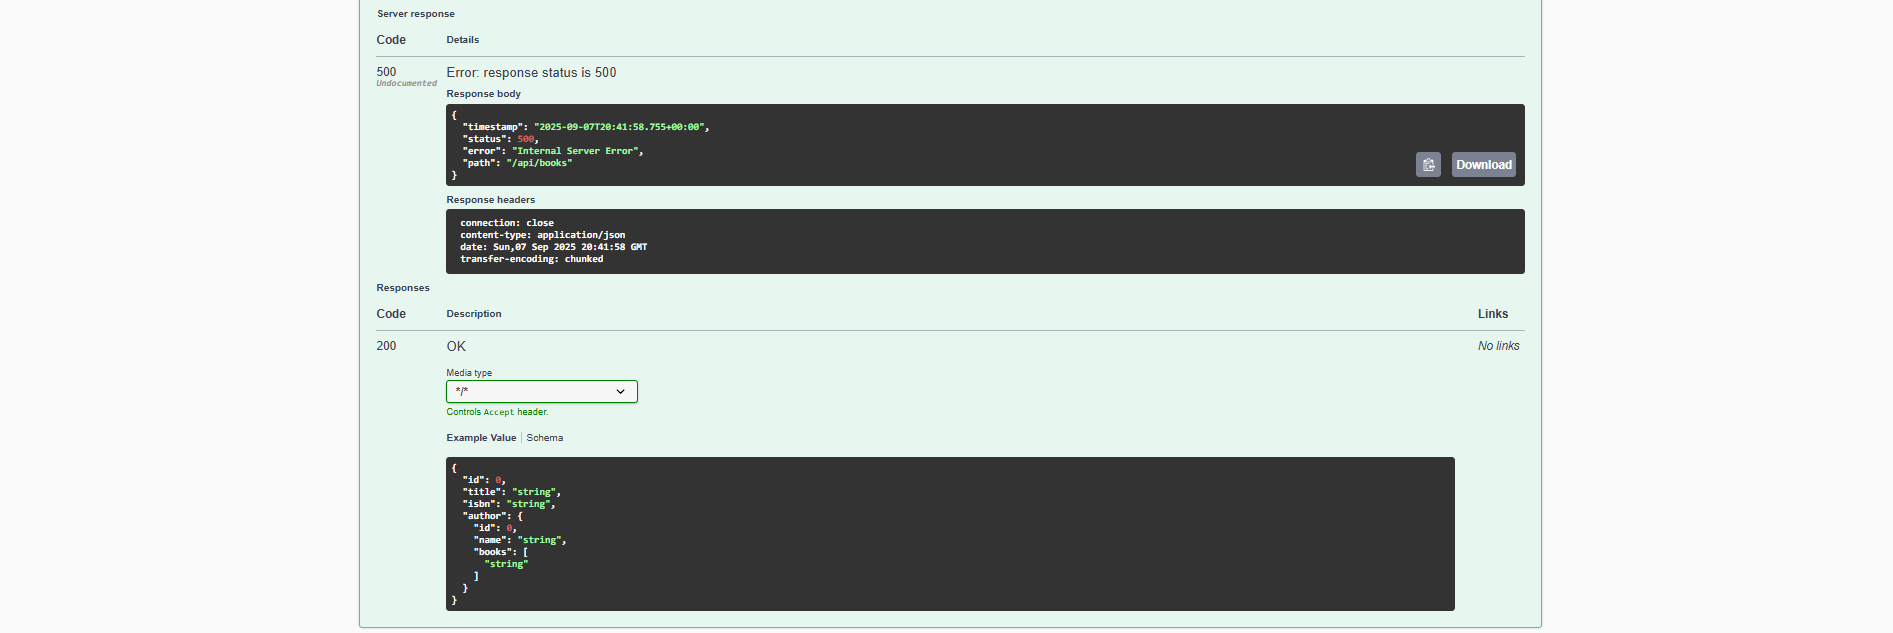 Server response
Code Details
500 Error: response status is 500
Undocumented
Response body
{
  "timestamp": "2025-09-07T20:41:58.755+00:00",
  "status": 500,
  "error": "Internal Server Error",
  "path": "/api/books"
}
Download
Response headers
connection: close
content-type: application/json
date: Sun,07 Sep 2025 20:41:58 GMT
transfer-encoding: chunked
Responses
Code Description Links
200 OK No links
Media type
*/*
Controls Accept header.
Example Value Schema
{
  "id": 0,
  "title": "string",
  "isbn": "string",
  "author": {
    "id": 0,
    "name": "string",
    "books": [
      "string"
    ]
  }
}